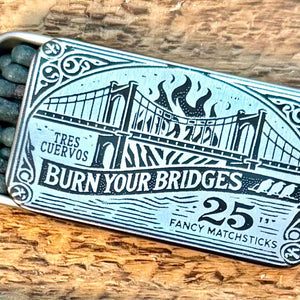 TRES
CUERVOS
BURN YOUR BRIDGES
25
FANCY MATCHSTICKS